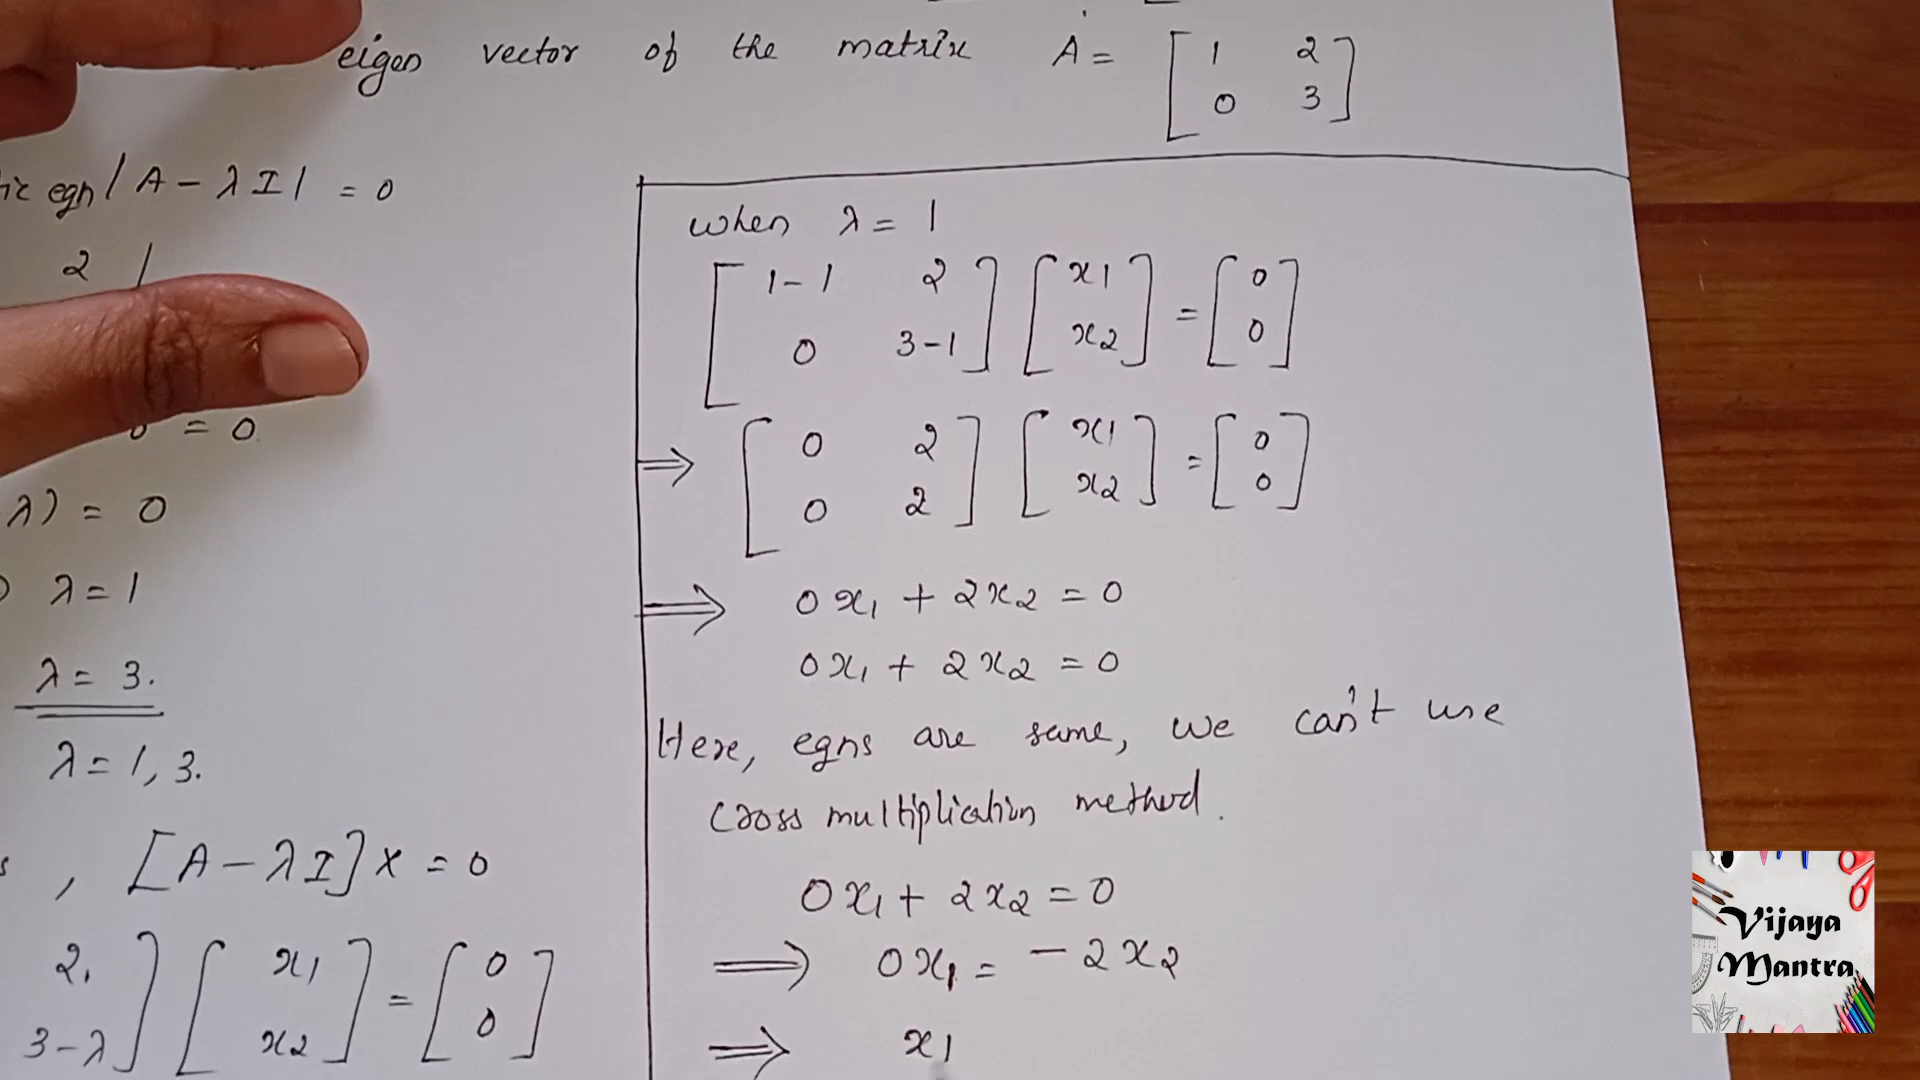 eigen vector of the matrix A = [1 2
0 3]
egn |A - λI| = 0
2 |
= 0
λ) = 0
λ = 1
λ = 3.
λ = 1, 3.
, [A - λI] X = 0
2, ] [x1 ] = [0
3-λ x2 0]
when λ = 1
[1-1 2 ] [x1 ] = [0
0 3-1 x2 0]
⇒ [0 2 ] [x1 ] = [0
0 2 x2 0]
⇒ 0x1 + 2x2 = 0
0x1 + 2x2 = 0
Here, eqns are same, we can't use
cross multiplication method.
0x1 + 2x2 = 0
⇒ 0x1 = -2x2
⇒ x1
Vijaya
Mantra